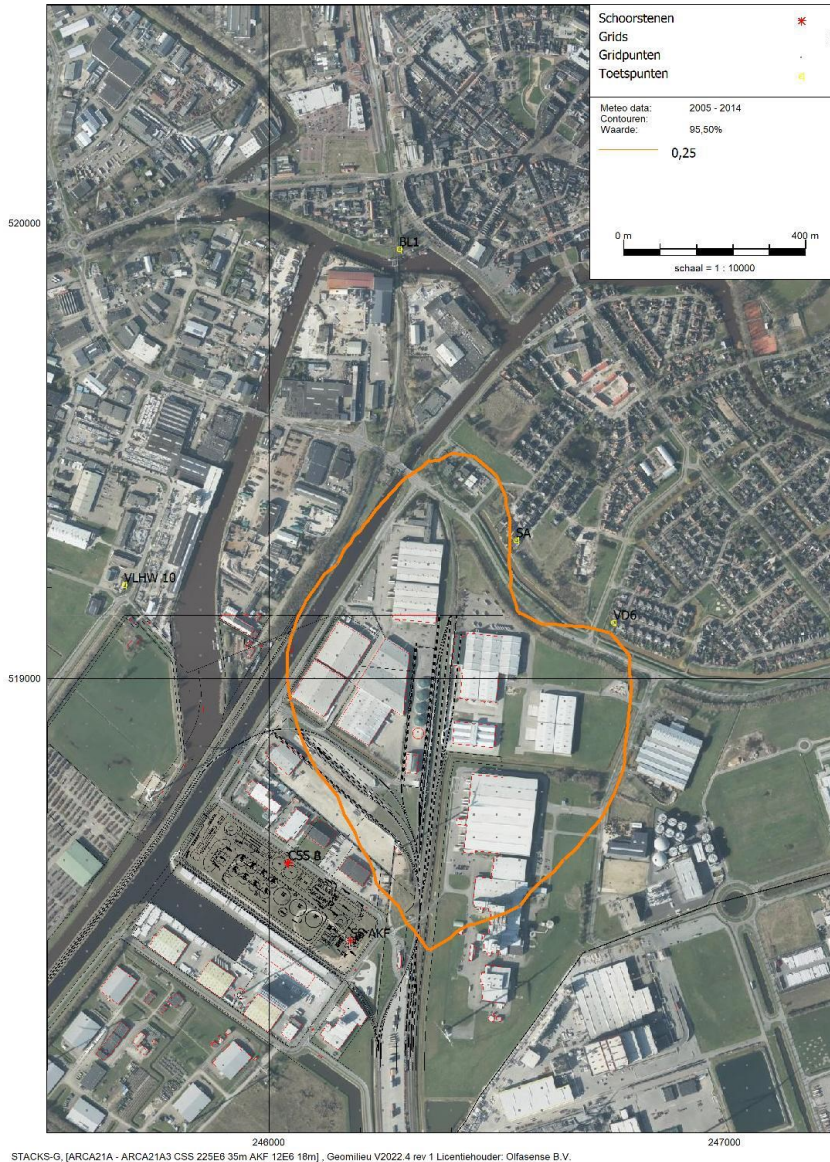 Schoorstenen
Grids
Gridpunten
Toetspunten
Meteo data: 2005 - 2014
Contouren:
Waarde: 95,50%
0,25
0 m 400 m
schaal = 1 : 10000
520000
BL1
SA
VLHW 10
VD6
519000
CSS B
SS AKF
246000 247000
STACKS-G, [ARCA21A - ARCA21A3 CSS 225E6 35m AKF 12E6 18m] , Geomilieu V2022.4 rev 1 Licentiehouder: Olfasense B.V.